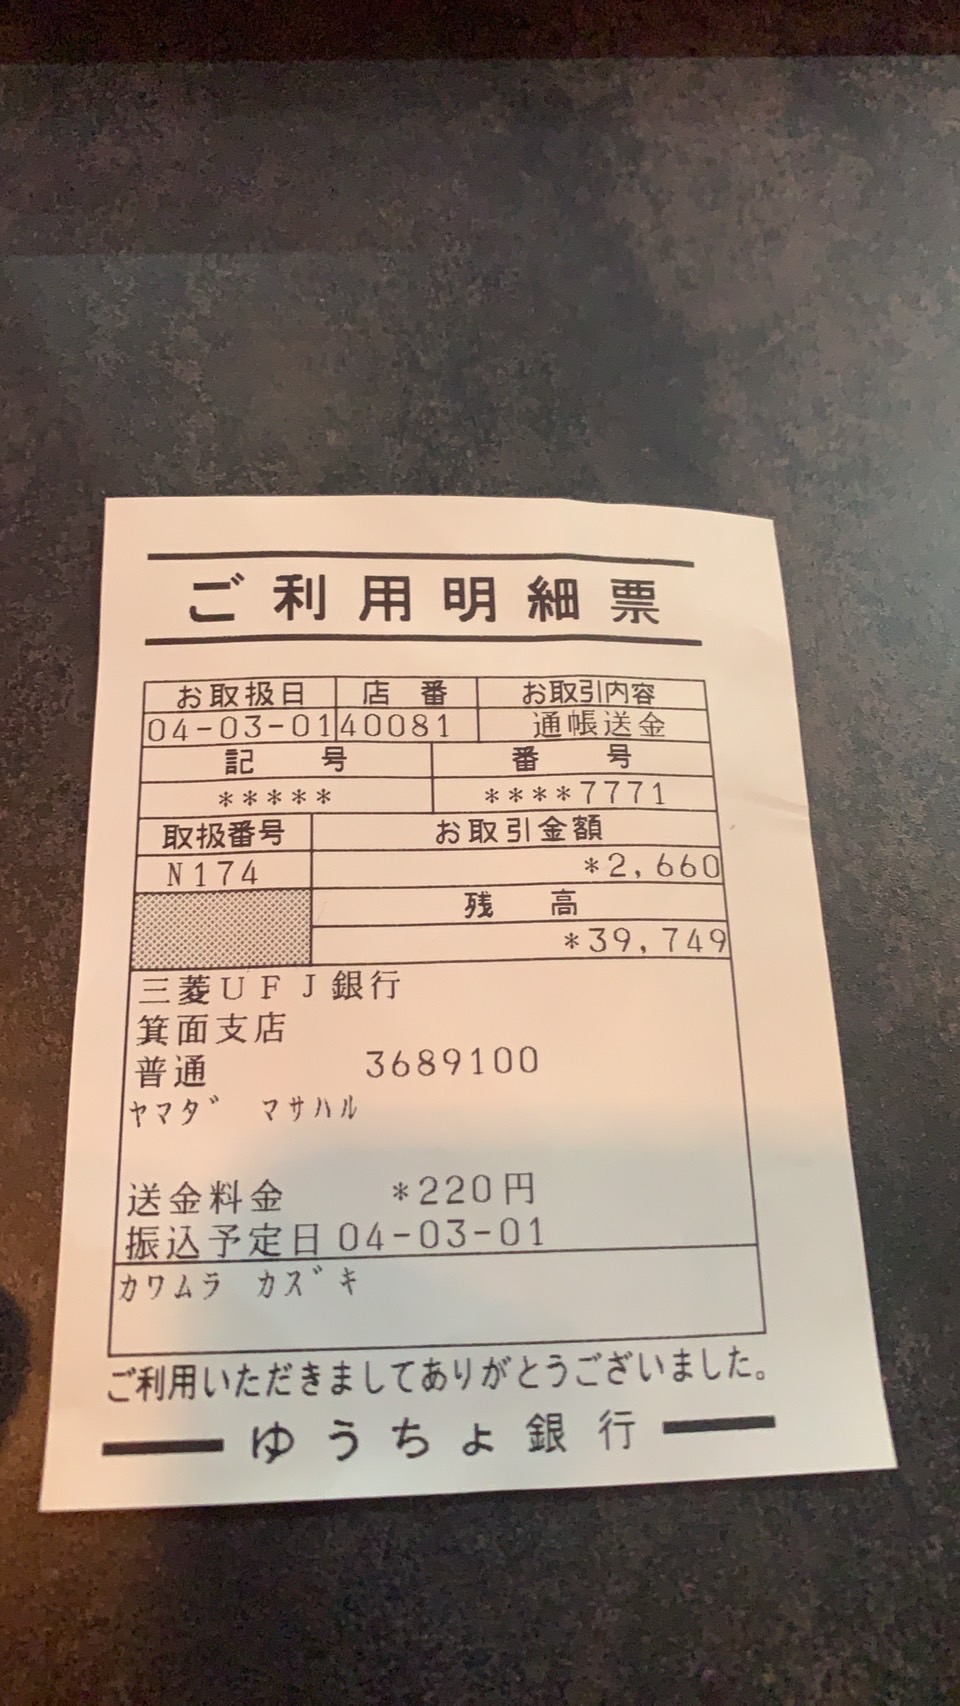 ご利用明細票
お取扱日 店番 お取引内容
04-03-01 40081 通帳送金
記号 番号
***** ****7771
取扱番号 お取引金額
N174 *2,660
残高
*39,749
三菱UFJ銀行
箕面支店
普通 3689100
ヤマダ マサハル
送金料金 *220円
振込予定日 04-03-01
カワムラ カズキ
ご利用いただきましてありがとうございました。
ゆうちょ銀行